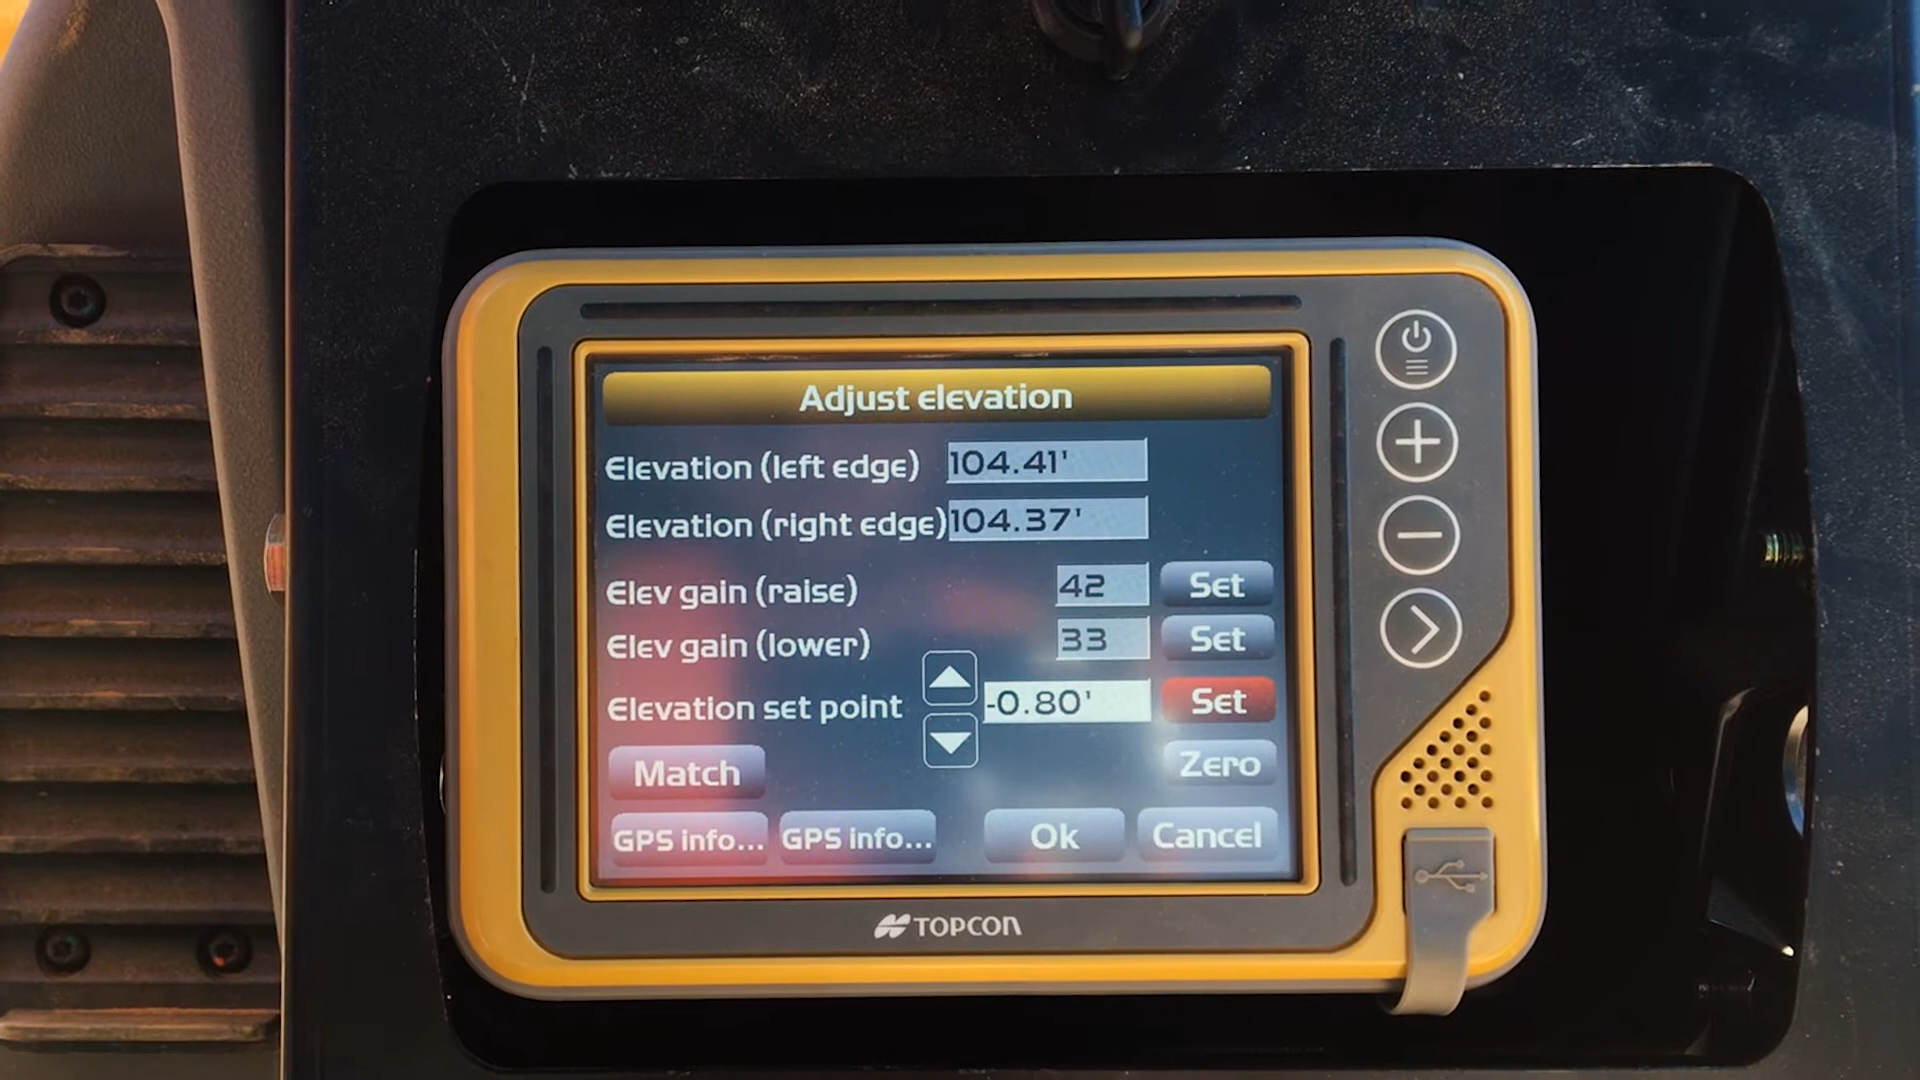 Adjust elevation
Elevation (left edge) 104.41'
Elevation (right edge) 104.37'
Elev gain (raise) 42 Set
Elev gain (lower) 33 Set
Elevation set point -0.80' Set
Match Zero
GPS info... GPS info... Ok Cancel
TOPCON